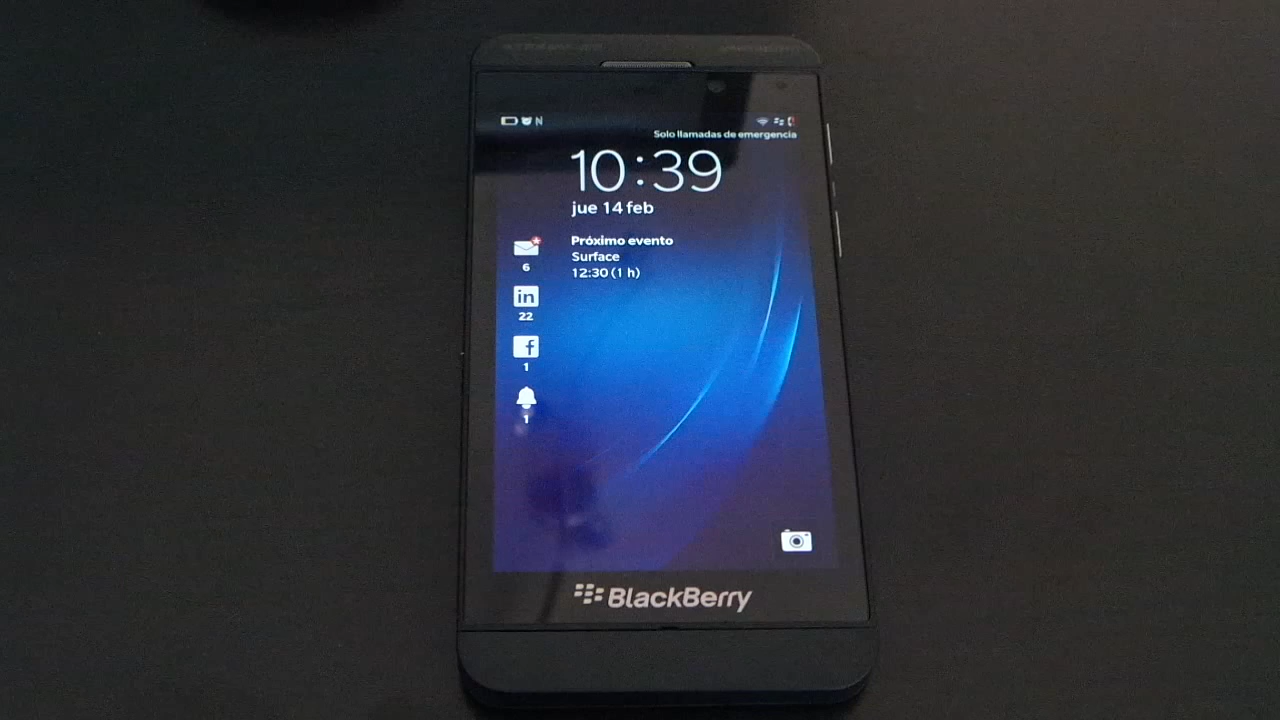 N
Solo llamadas de emergencia
10:39
jue 14 feb
Próximo evento
Surface
12:30 (1 h)
6
in
22
f
1
1
BlackBerry